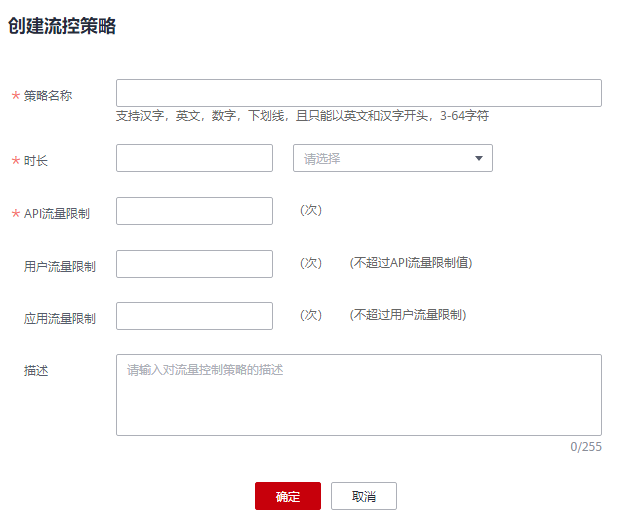 创建流控策略
* 策略名称
支持汉字，英文，数字，下划线，且只能以英文和汉字开头，3-64字符
* 时长 请选择
* API流量限制 （次）
用户流量限制 （次） (不超过API流量限制值)
应用流量限制 （次） (不超过用户流量限制)
描述 请输入对流量控制策略的描述
0/255
确定 取消